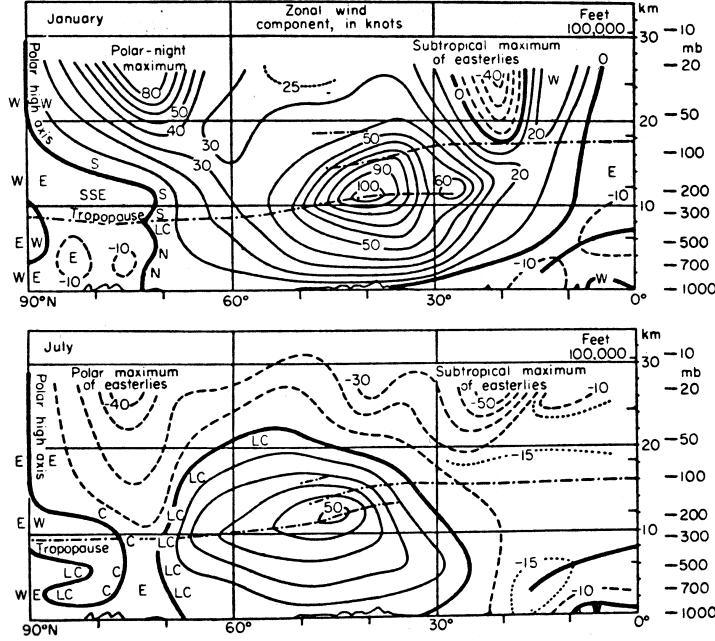 January
Zonal wind
component, in knots
Feet
100,000
km
30
10
mb
Polar-night
maximum
Subtropical maximum
of easterlies
0
20
-40
25
80
50
40
0
W
Polar high axis
W W
30
20
20
50
50
30
S
90
20
100
E
W E
SSE
S
100
60
-10
200
Tropopause
S
10
300
LC
E W
-10
50
500
E
N
-10
700
-10
W E
N
W
0
1000
90°N
60°
30°
0°
July
Feet
100,000
km
30
10
mb
Polar maximum
of easterlies
-30
Subtropical maximum
of easterlies
-10
20
-40
-50
Polar high axis
LC
20
50
-15
E E
LC
100
C
50
E W
LC
200
C
LC
10
300
Tropopause
LC C
LC
-15
500
W E LC
C
E
LC
-10
700
0
1000
90°N
60°
30°
0°